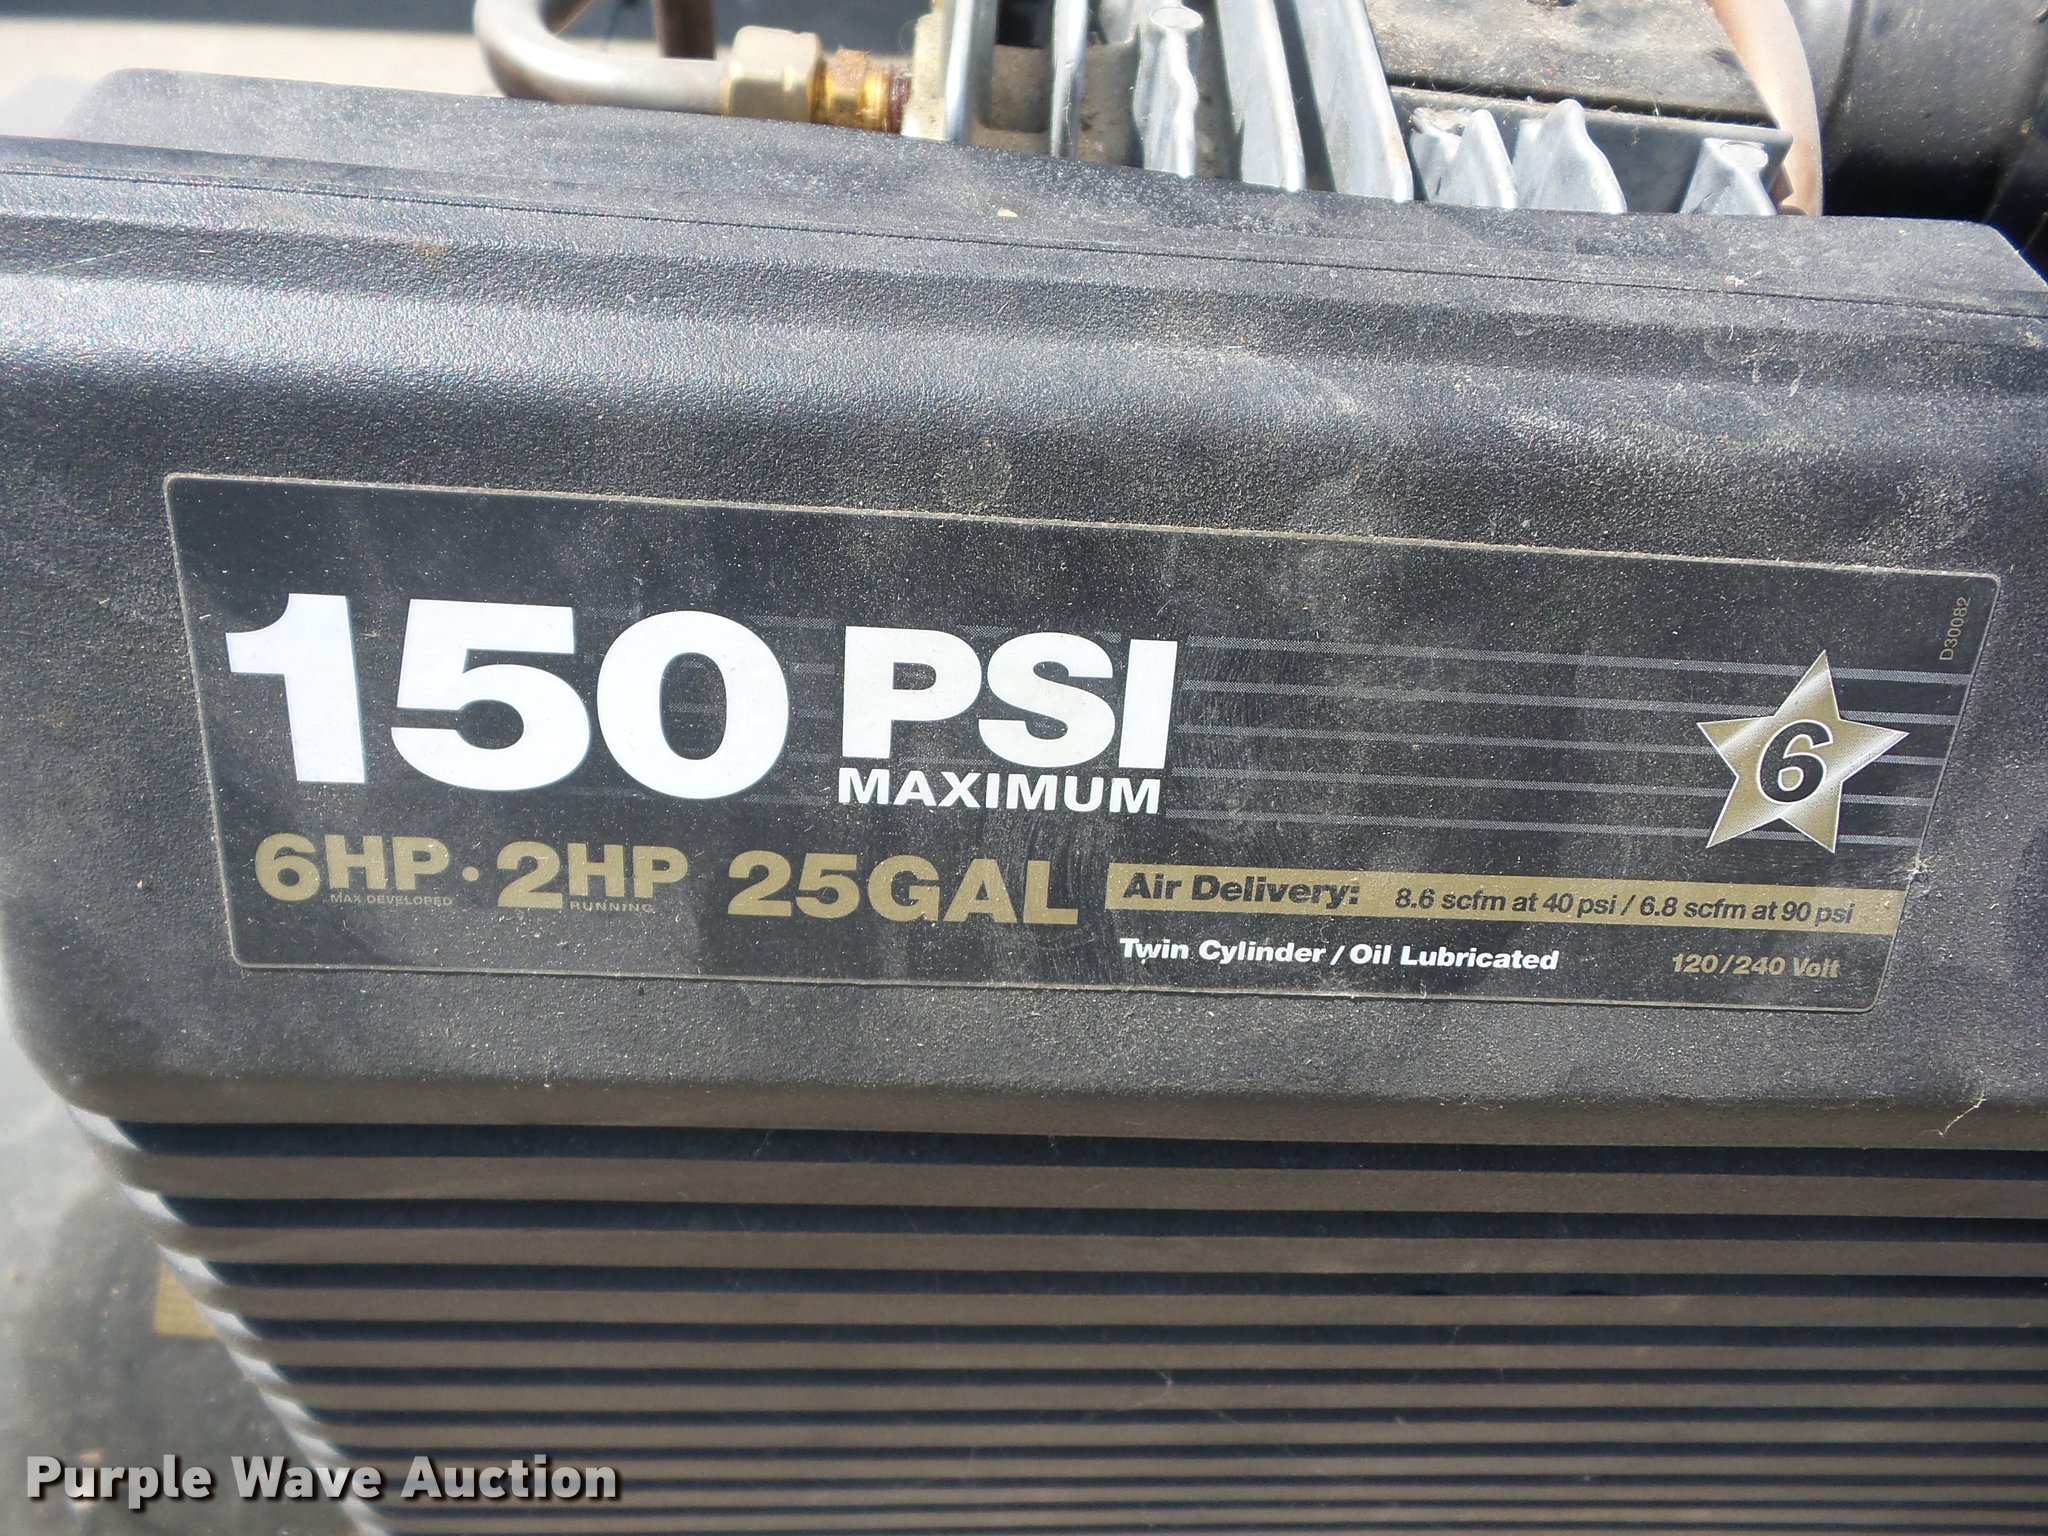 D30082
150 PSI
MAXIMUM
6
6HP · 2HP 25GAL
MAX DEVELOPED RUNNING
Air Delivery: 8.6 scfm at 40 psi / 6.8 scfm at 90 psi
Twin Cylinder / Oil Lubricated 120/240 Volt
Purple Wave Auction